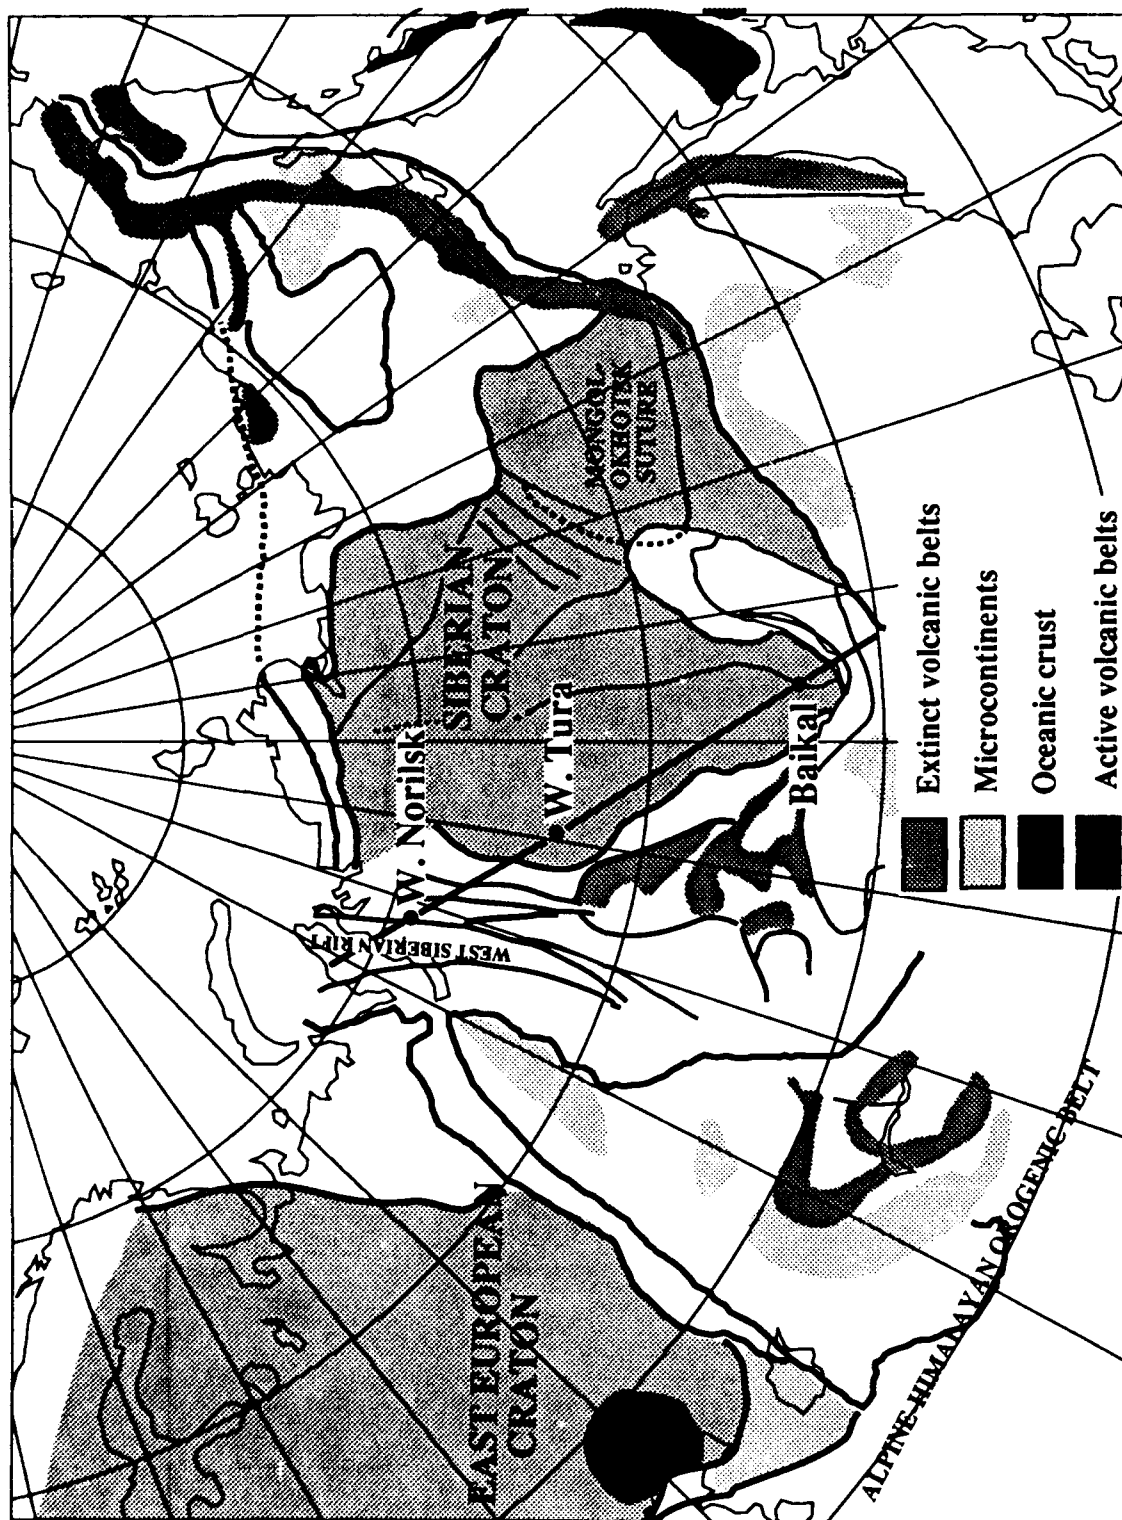 EAST EUROPEAN
CRATON
SIBERIAN
CRATON
MONGOL-
OKHOTEK
SUTURE
W. Norilsk
W. Tura
Baikal
WEST SIBERIAN RIFT
ALPINE-HIMALAYAN OROGENIC BELT
Extinct volcanic belts
Microcontinents
Oceanic crust
Active volcanic belts